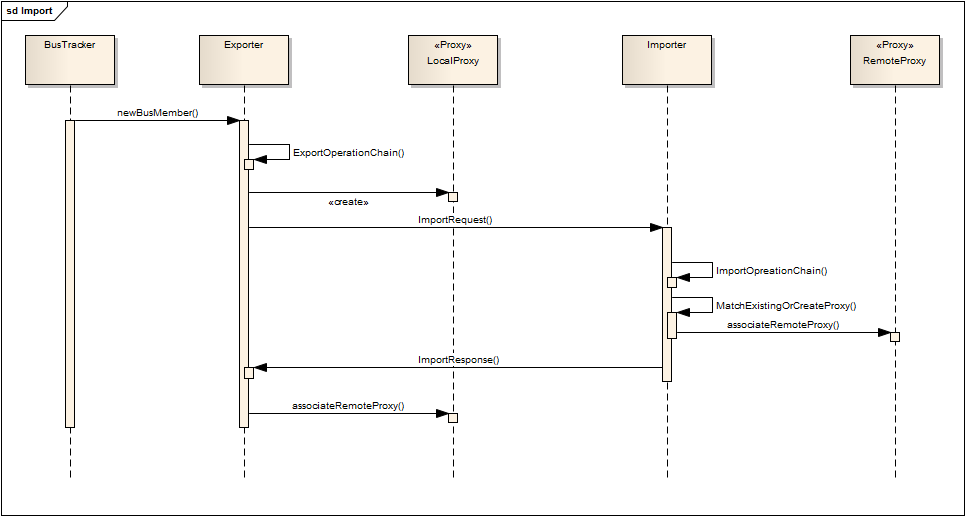 sd Import
BusTracker
Exporter
«Proxy»
LocalProxy
Importer
«Proxy»
RemoteProxy
newBusMember()
ExportOperationChain()
«create»
ImportRequest()
ImportOpreationChain()
MatchExistingOrCreateProxy()
associateRemoteProxy()
ImportResponse()
associateRemoteProxy()